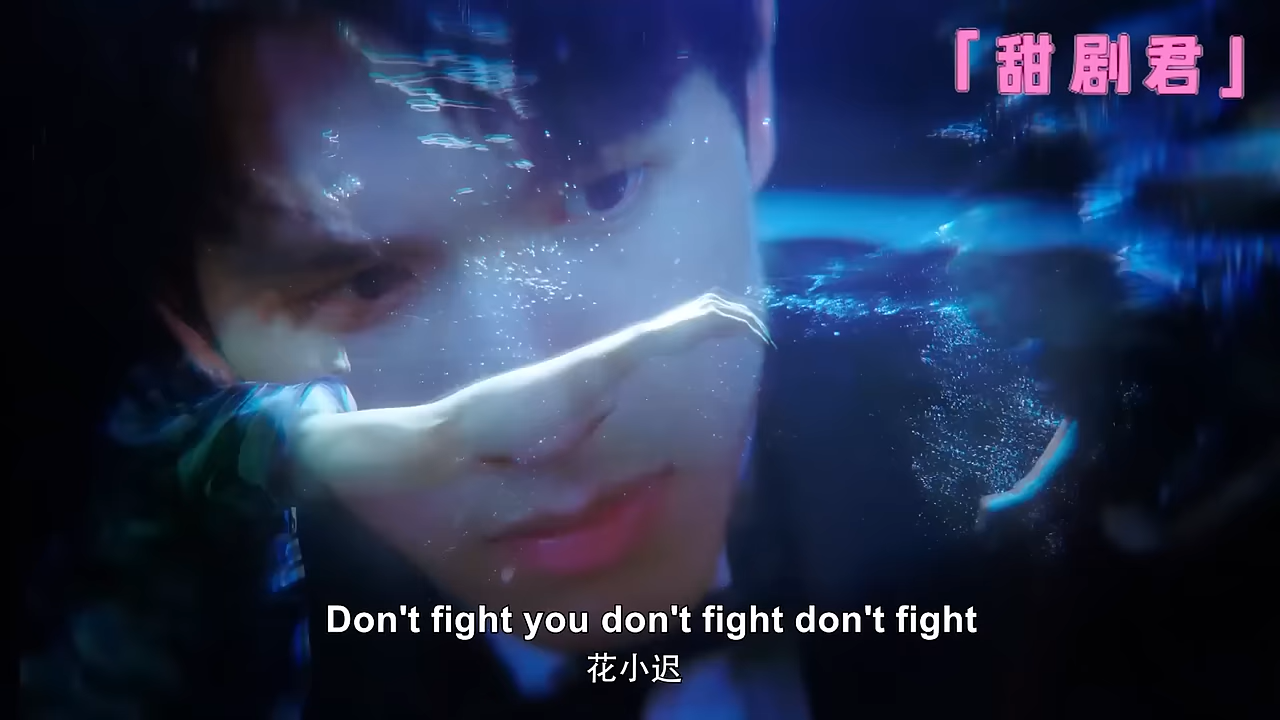 「甜剧君」
Don't fight you don't fight don't fight
花小迟